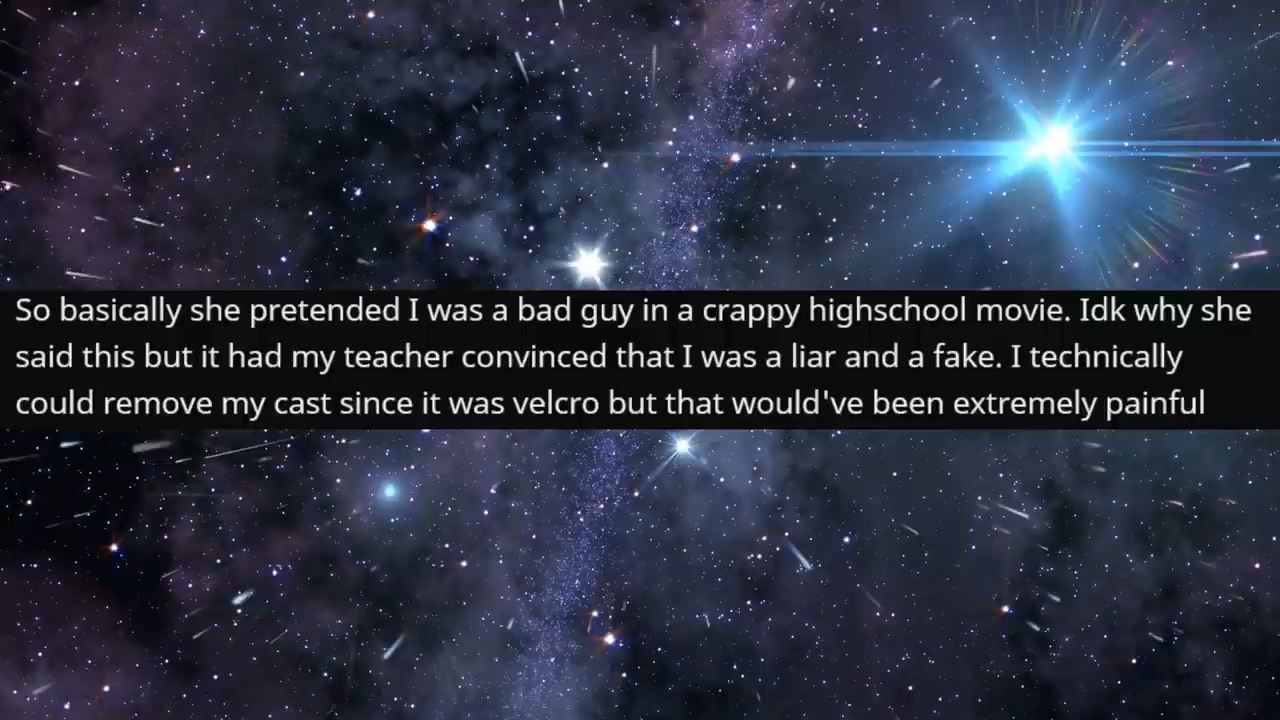 So basically she pretended I was a bad guy in a crappy highschool movie. Idk why she
said this but it had my teacher convinced that I was a liar and a fake. I technically
could remove my cast since it was velcro but that would've been extremely painful